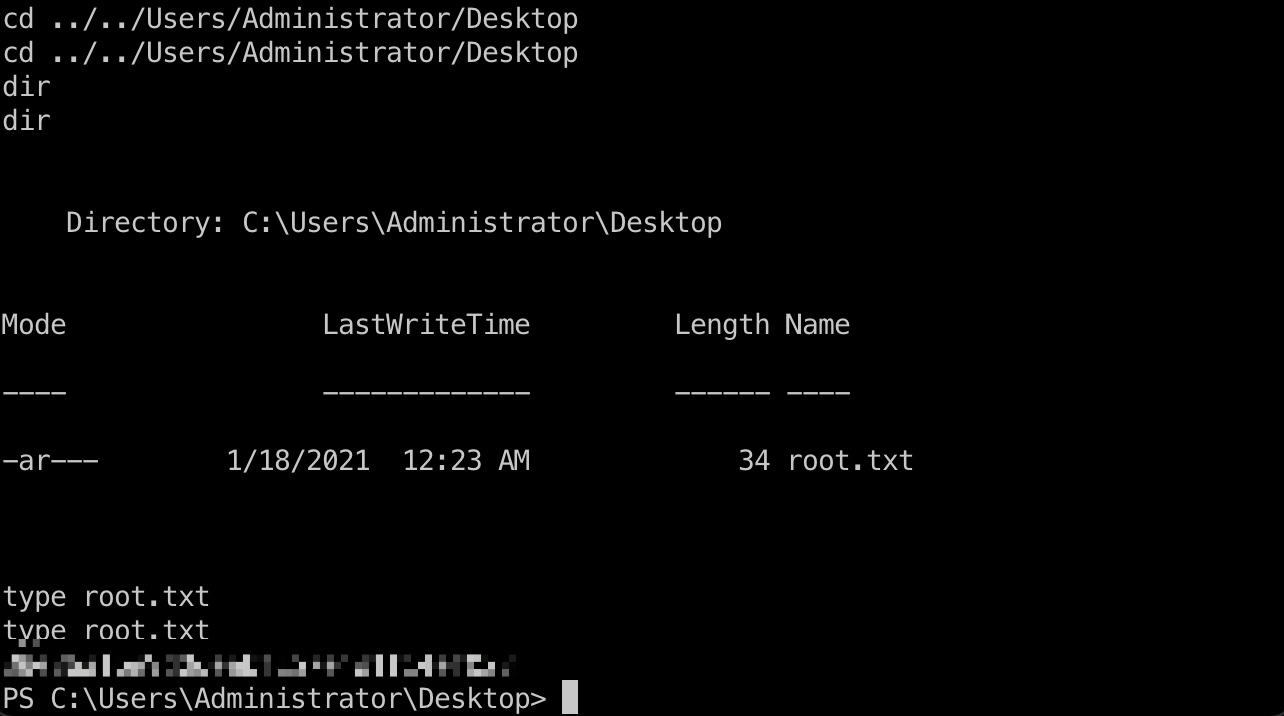 cd ../../Users/Administrator/Desktop
cd ../../Users/Administrator/Desktop
dir
dir
Directory: C:\Users\Administrator\Desktop
Mode LastWriteTime Length Name
---- ------------- ------ ----
-ar--- 1/18/2021 12:23 AM 34 root.txt
type root.txt
type root.txt
PS C:\Users\Administrator\Desktop>